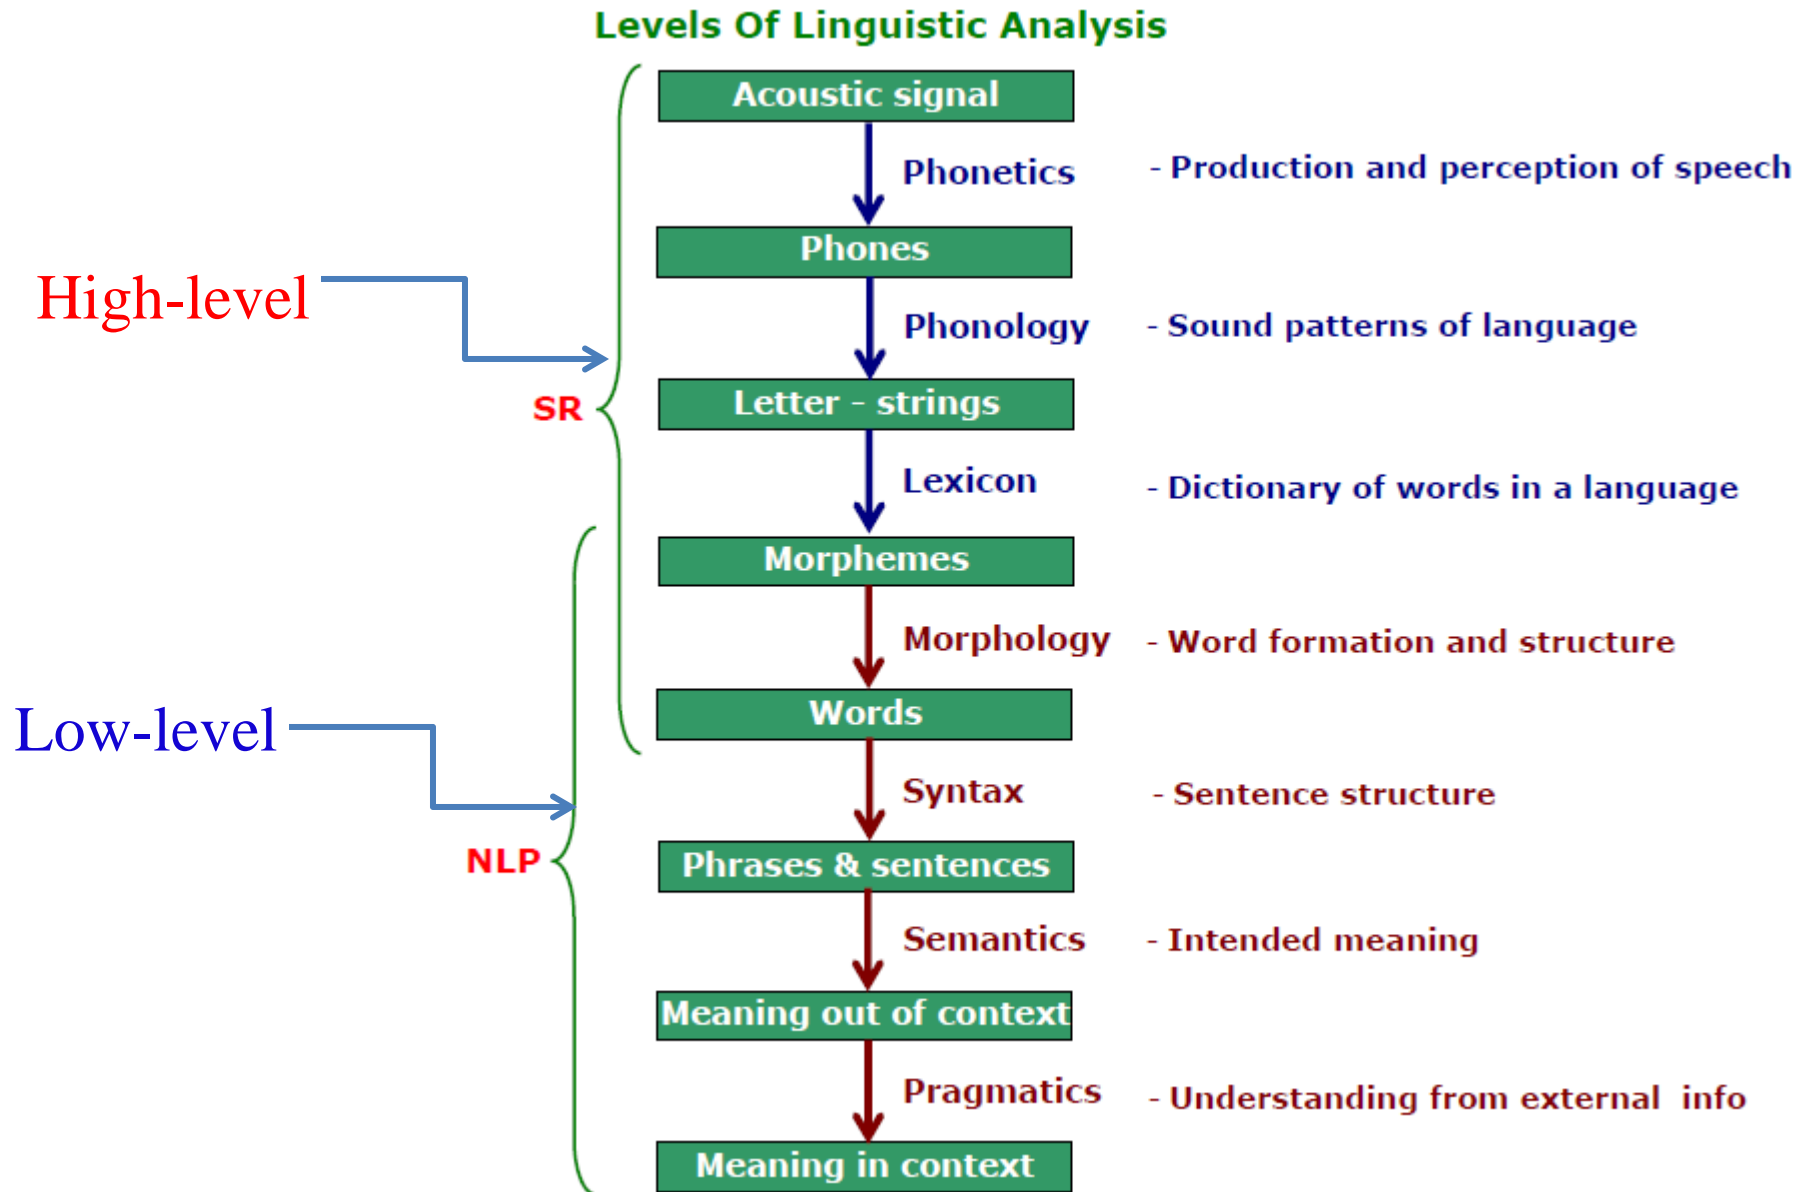 Levels Of Linguistic Analysis
Acoustic signal
Phonetics - Production and perception of speech
Phones
High-level
Phonology - Sound patterns of language
SR
Letter - strings
Lexicon - Dictionary of words in a language
Morphemes
Morphology - Word formation and structure
Words
Low-level
Syntax - Sentence structure
NLP
Phrases & sentences
Semantics - Intended meaning
Meaning out of context
Pragmatics - Understanding from external info
Meaning in context